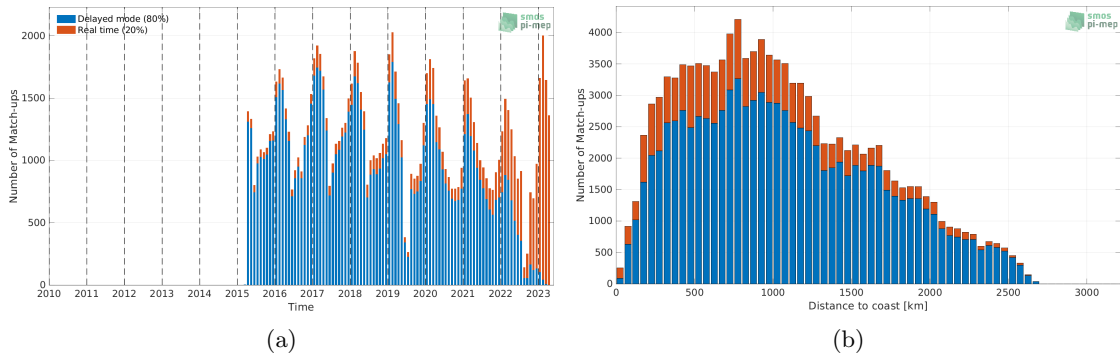 Delayed mode (80%)
Real time (20%)
smos
pi-mep
Number of Match-ups
2000
1500
1000
500
0
2010 2011 2012 2013 2014 2015 2016 2017 2018 2019 2020 2021 2022 2023
Time
(a)
smos
pi-mep
Number of Match-ups
4000
3500
3000
2500
2000
1500
1000
500
0
0 500 1000 1500 2000 2500 3000
Distance to coast [km]
(b)